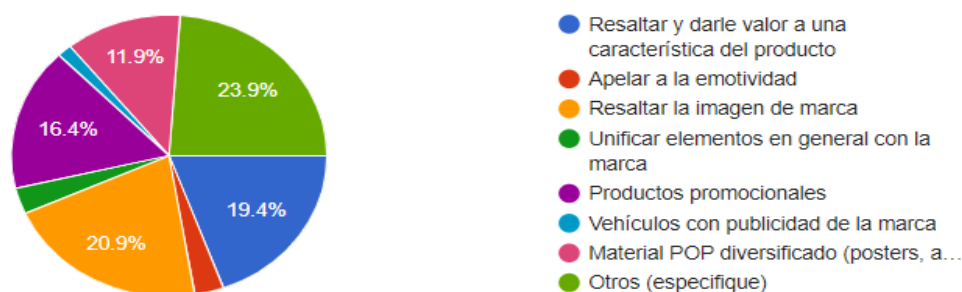 11.9%
23.9%
16.4%
19.4%
20.9%
Resaltar y darle valor a una
característica del producto
Apelar a la emotividad
Resaltar la imagen de marca
Unificar elementos en general con la
marca
Productos promocionales
Vehículos con publicidad de la marca
Material POP diversificado (posters, a…
Otros (especifique)